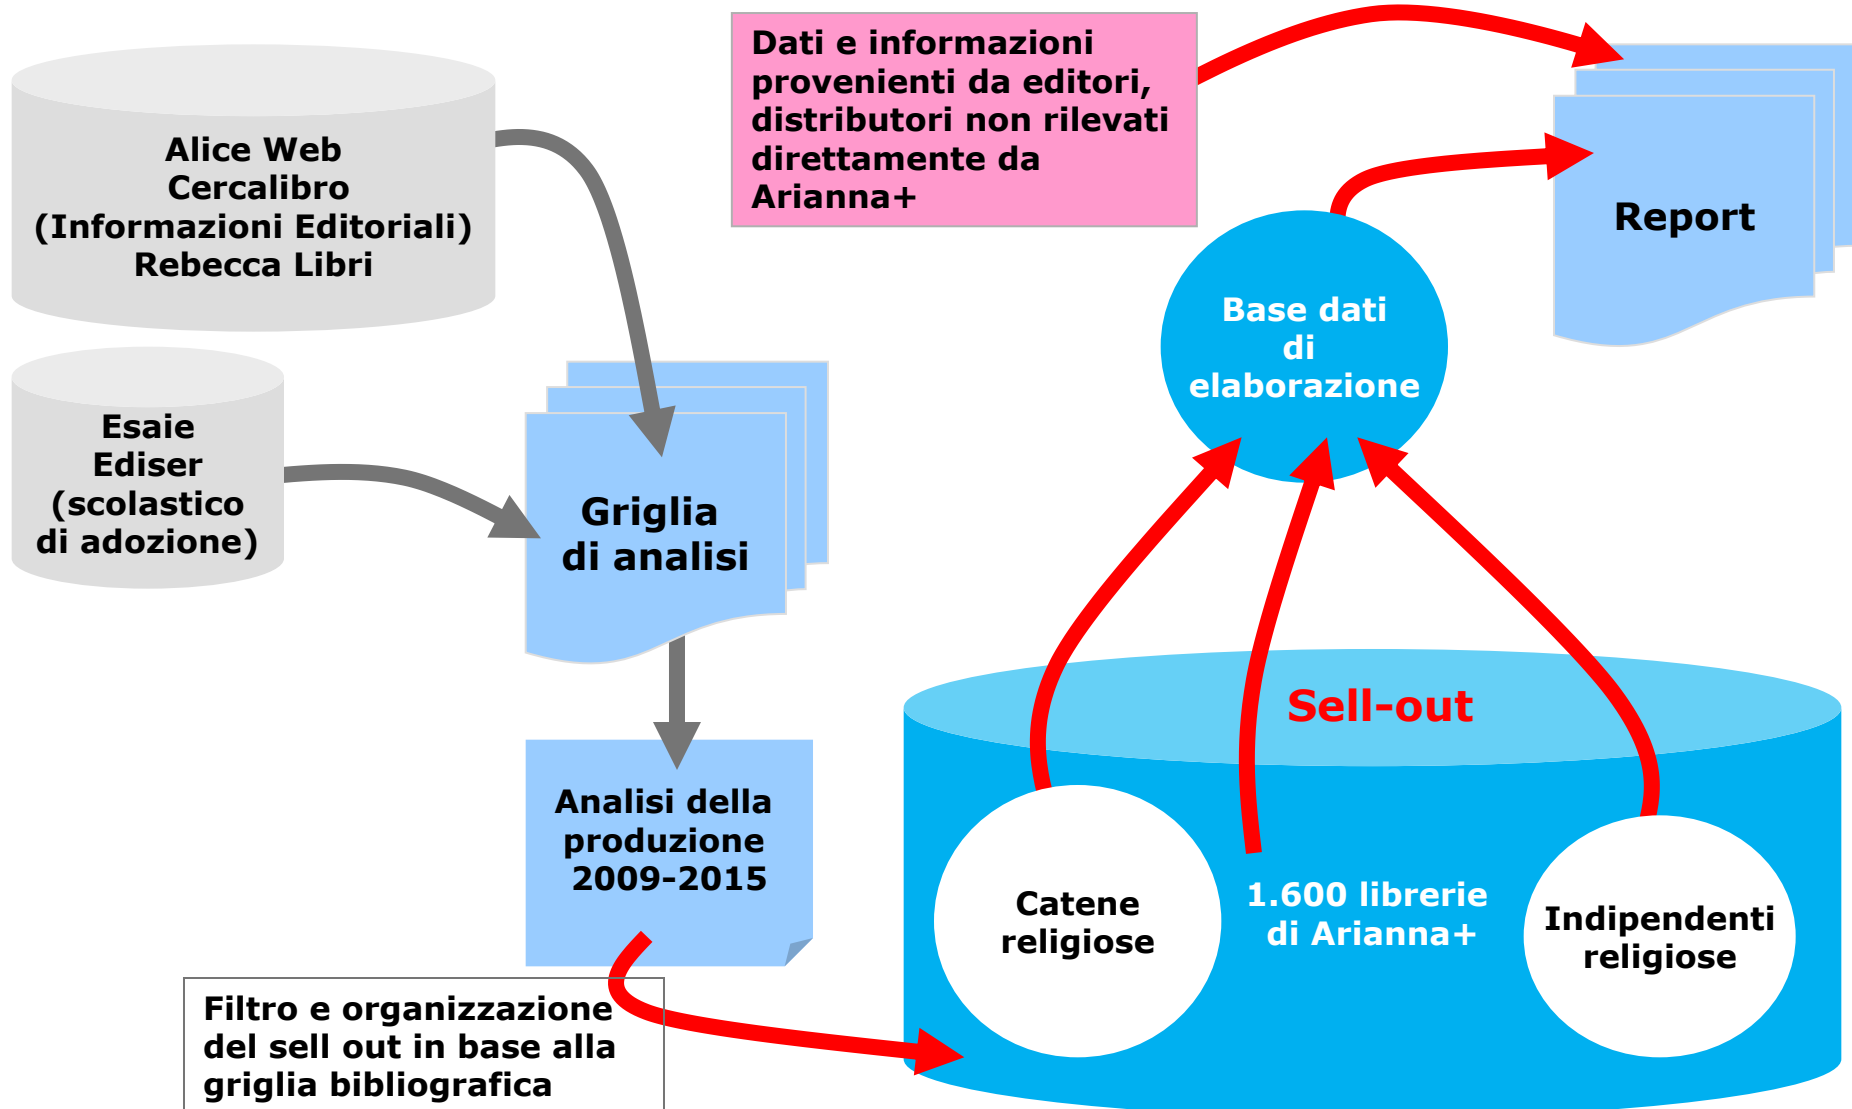 Dati e informazioni
provenienti da editori,
distributori non rilevati
direttamente da
Arianna+
Alice Web
Cercalibro
(Informazioni Editoriali)
Rebecca Libri
Report
Base dati
di
elaborazione
Esaie
Ediser
(scolastico
di adozione)
Griglia
di analisi
Sell-out
Analisi della
produzione
2009-2015
Catene
religiose
1.600 librerie
di Arianna+
Indipendenti
religiose
Filtro e organizzazione
del sell out in base alla
griglia bibliografica